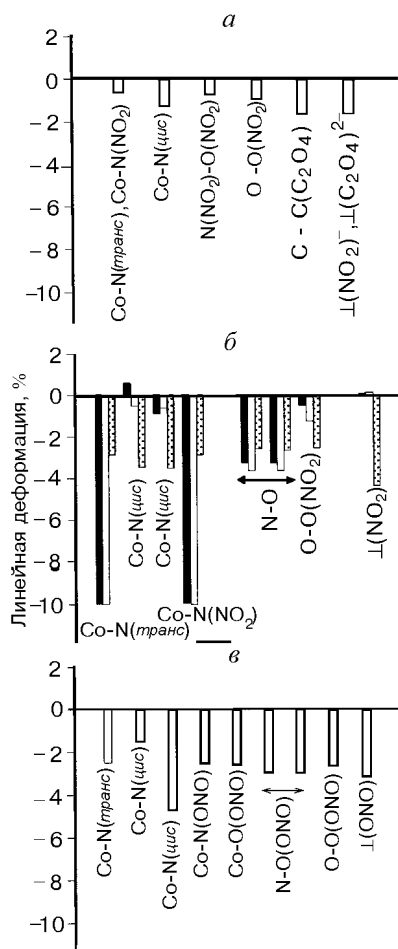 а
2
0
−2
−4
−6
−8
−10
Co-N(транс),Co-N(NO2)
Co-N(цис)
N(NO2)-O(NO2)
O -O(NO2)
C - C(C2O4)
⊥(NO2)⁻,⊥(C2O4)²⁻
б
Линейная деформация, %
2
0
−2
−4
−6
−8
−10
Co-N(транс)
Co-N(цис)
Co-N(цис)
Co-N(NO2)
N-O
O-O(NO2)
⊥(NO2)
в
2
0
−2
−4
−6
−8
−10
Co-N(транс)
Co-N(цис)
Co-N(цис)
Co-N(ONO)
Co-O(ONO)
N-O(ONO)
O-O(ONO)
⊥(ONO)